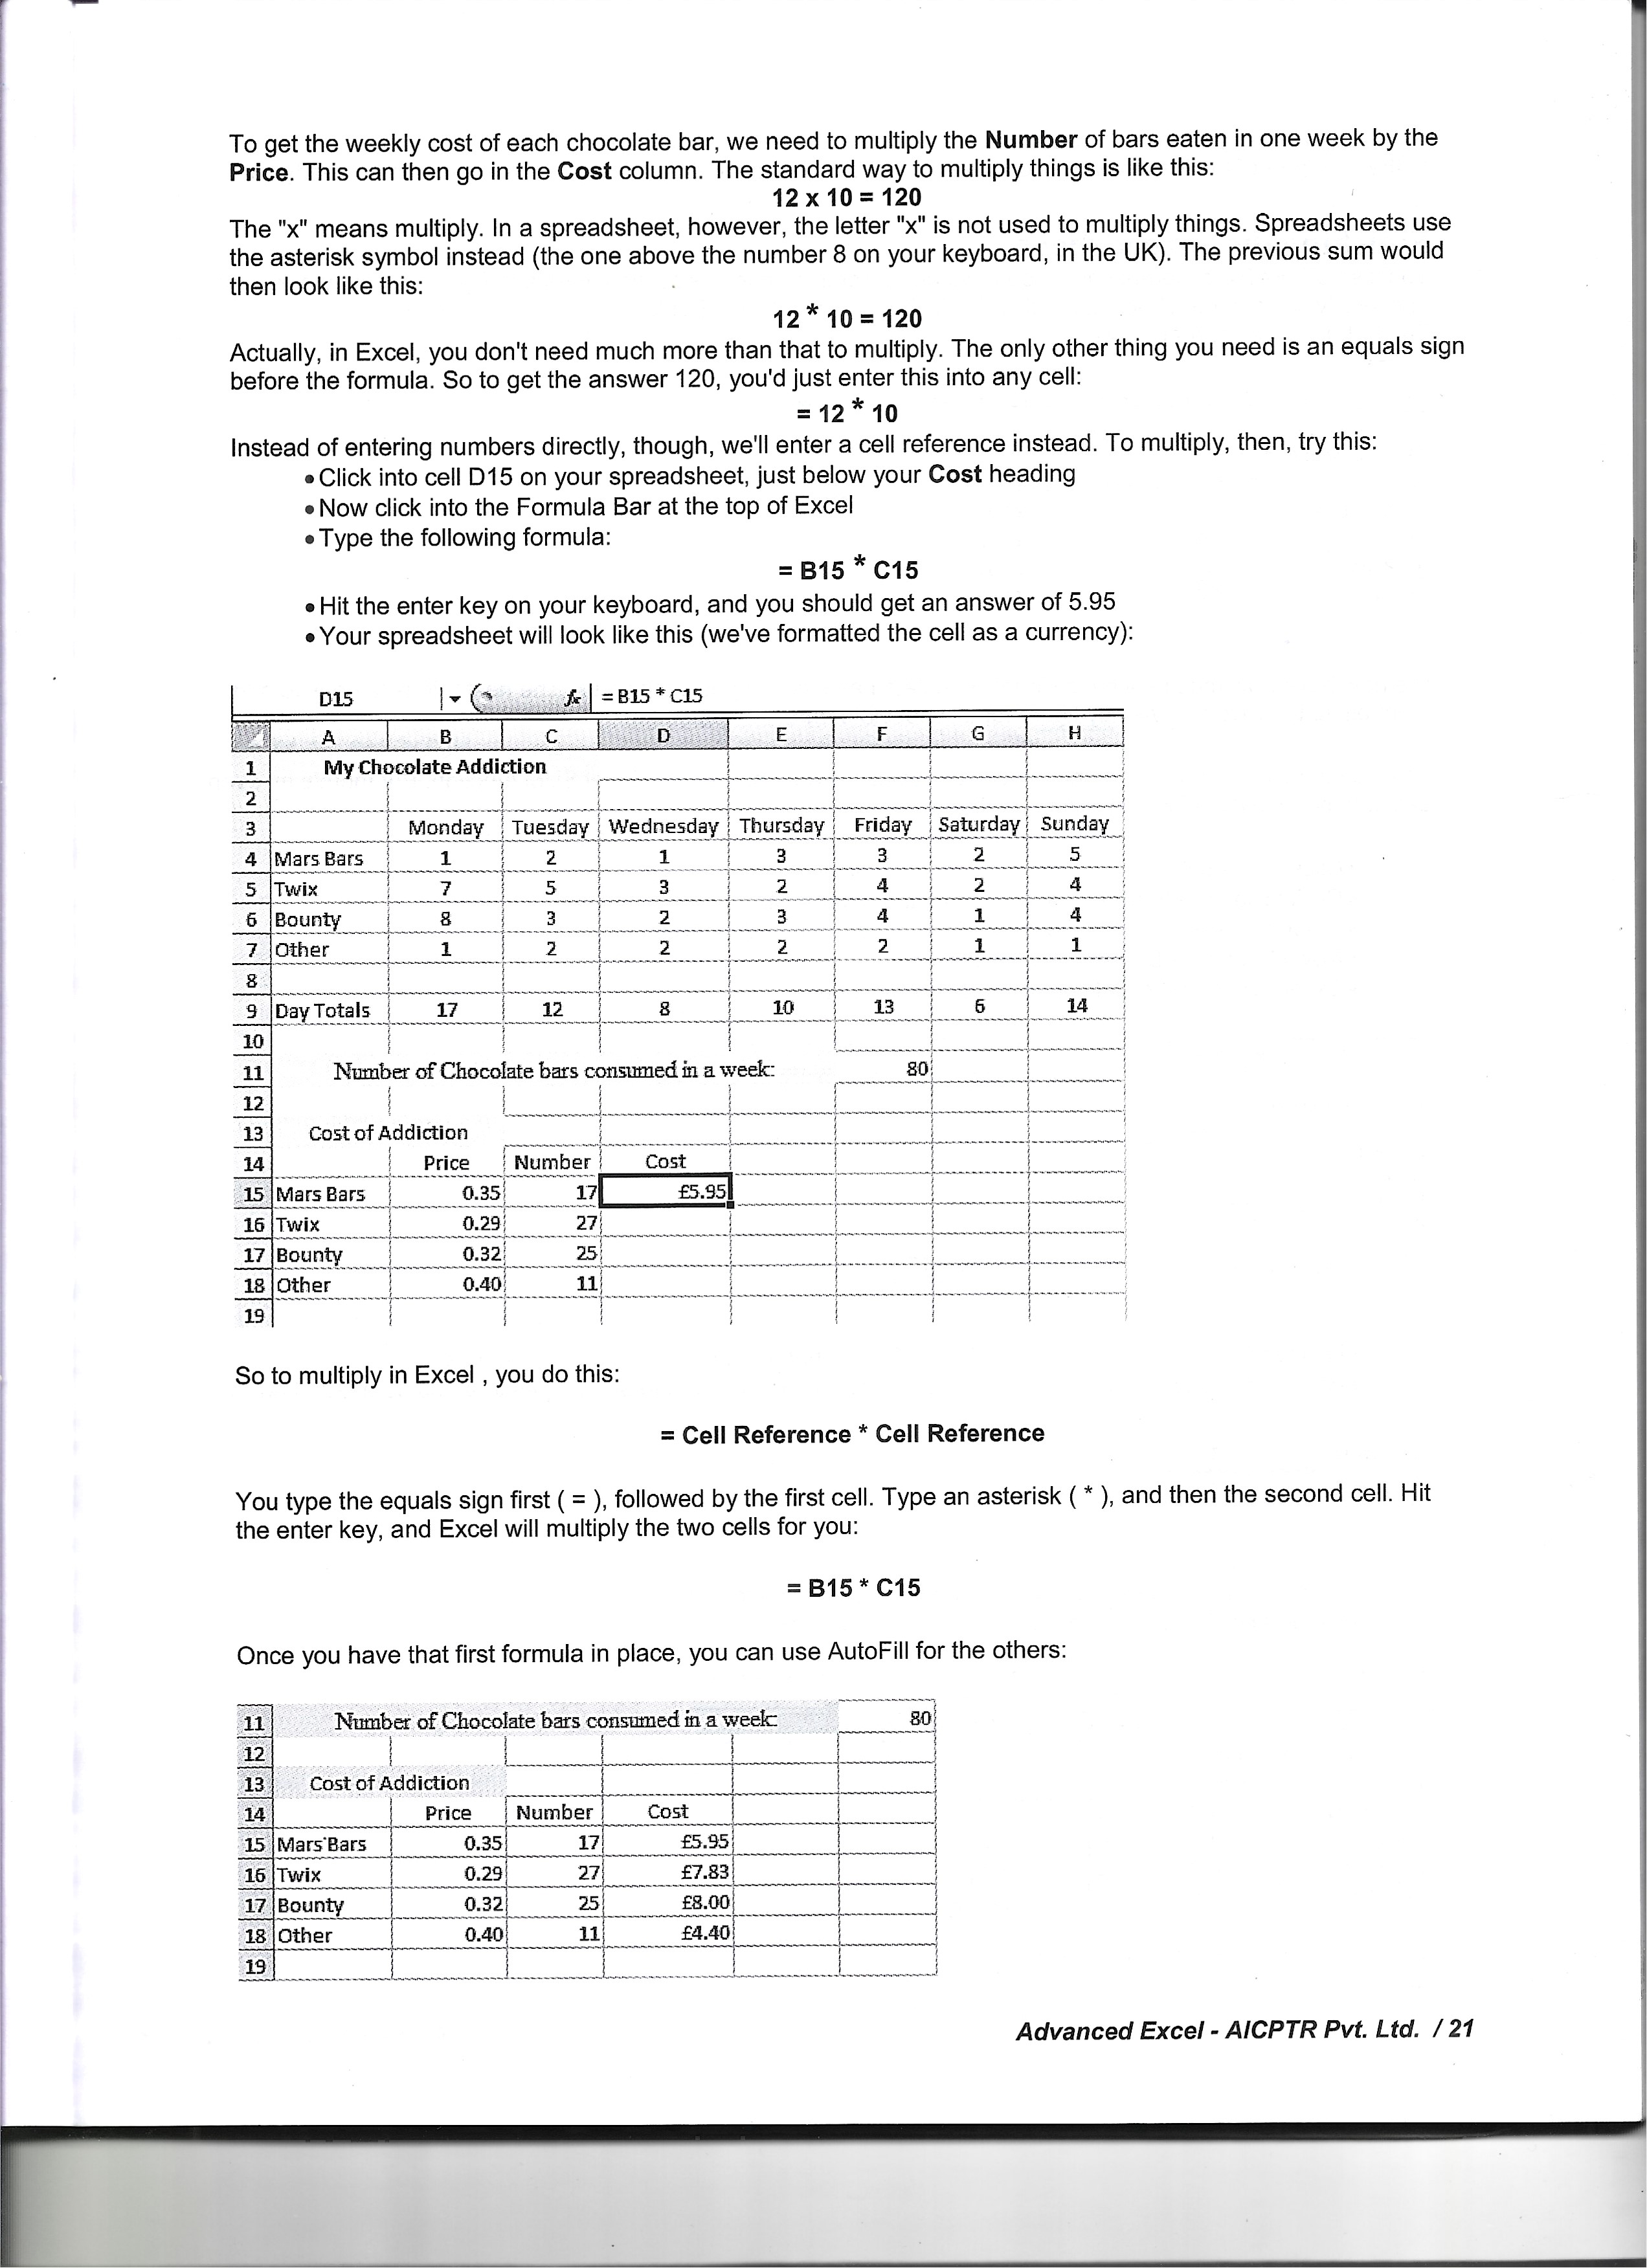 To get the weekly cost of each chocolate bar, we need to multiply the Number of bars eaten in one week by the
Price. This can then go in the Cost column. The standard way to multiply things is like this:
12 x 10 = 120
The "x" means multiply. In a spreadsheet, however, the letter "x" is not used to multiply things. Spreadsheets use
the asterisk symbol instead (the one above the number 8 on your keyboard, in the UK). The previous sum would
then look like this:
12 * 10 = 120
Actually, in Excel, you don't need much more than that to multiply. The only other thing you need is an equals sign
before the formula. So to get the answer 120, you'd just enter this into any cell:
= 12 * 10
Instead of entering numbers directly, though, we'll enter a cell reference instead. To multiply, then, try this:
• Click into cell D15 on your spreadsheet, just below your Cost heading
• Now click into the Formula Bar at the top of Excel
• Type the following formula:
= B15 * C15
• Hit the enter key on your keyboard, and you should get an answer of 5.95
• Your spreadsheet will look like this (we've formatted the cell as a currency):
D15 fx = B15 * C15
A B C D E F G H
1 My Chocolate Addiction
2
3 Monday Tuesday Wednesday Thursday Friday Saturday Sunday
4 Mars Bars 1 2 1 3 3 2 5
5 Twix 7 5 3 2 4 2 4
6 Bounty 8 3 2 3 4 1 4
7 Other 1 2 2 2 2 1 1
8
9 Day Totals 17 12 8 10 13 6 14
10
11 Number of Chocolate bars consumed in a week: 80
12
13 Cost of Addiction
14 Price Number Cost
15 Mars Bars 0.35 17 £5.95
16 Twix 0.29 27
17 Bounty 0.32 25
18 Other 0.40 11
19
So to multiply in Excel , you do this:
= Cell Reference * Cell Reference
You type the equals sign first ( = ), followed by the first cell. Type an asterisk ( * ), and then the second cell. Hit
the enter key, and Excel will multiply the two cells for you:
= B15 * C15
Once you have that first formula in place, you can use AutoFill for the others:
11 Number of Chocolate bars consumed in a week: 80
12
13 Cost of Addiction
14 Price Number Cost
15 Mars Bars 0.35 17 £5.95
16 Twix 0.29 27 £7.83
17 Bounty 0.32 25 £8.00
18 Other 0.40 11 £4.40
19
Advanced Excel - AICPTR Pvt. Ltd. / 21